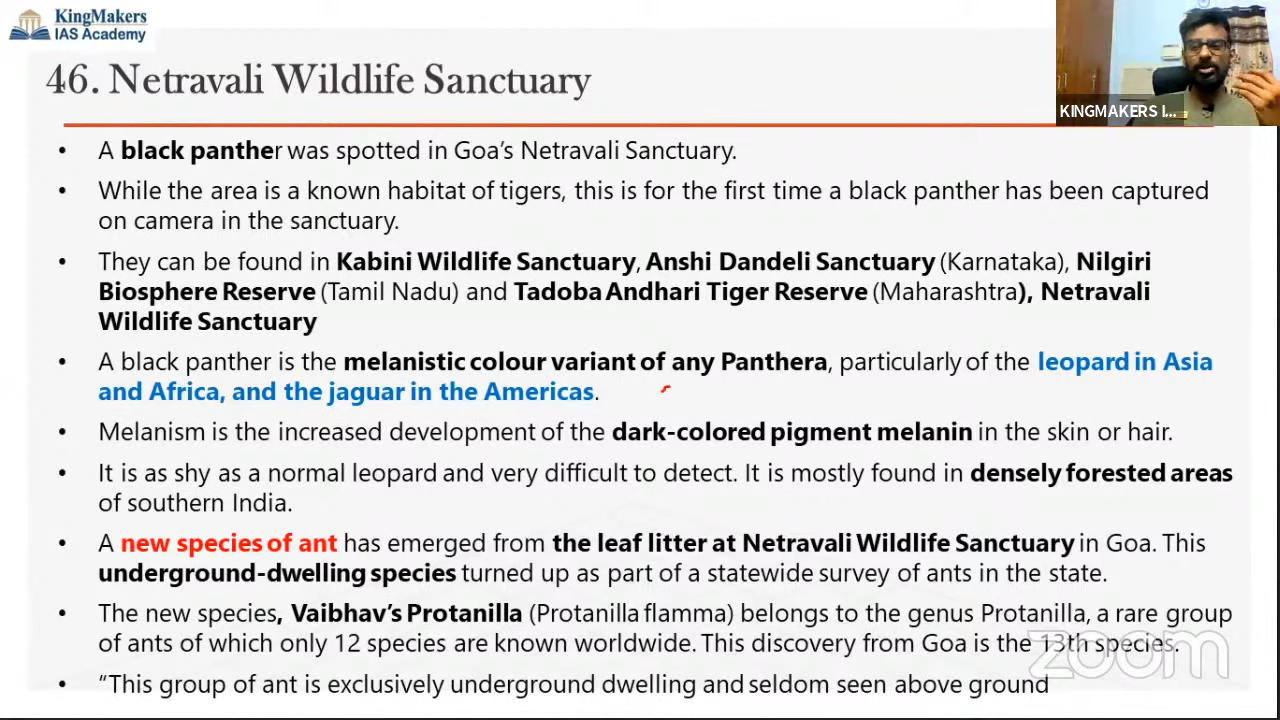 KingMakers
IAS Academy
46. Netravali Wildlife Sanctuary
KINGMAKERS I...
• A black panther was spotted in Goa's Netravali Sanctuary.
• While the area is a known habitat of tigers, this is for the first time a black panther has been captured
on camera in the sanctuary.
• They can be found in Kabini Wildlife Sanctuary, Anshi Dandeli Sanctuary (Karnataka), Nilgiri
Biosphere Reserve (Tamil Nadu) and Tadoba Andhari Tiger Reserve (Maharashtra), Netravali
Wildlife Sanctuary
• A black panther is the melanistic colour variant of any Panthera, particularly of the leopard in Asia
and Africa, and the jaguar in the Americas.
• Melanism is the increased development of the dark-colored pigment melanin in the skin or hair.
• It is as shy as a normal leopard and very difficult to detect. It is mostly found in densely forested areas
of southern India.
• A new species of ant has emerged from the leaf litter at Netravali Wildlife Sanctuary in Goa. This
underground-dwelling species turned up as part of a statewide survey of ants in the state.
• The new species, Vaibhav's Protanilla (Protanilla flamma) belongs to the genus Protanilla, a rare group
of ants of which only 12 species are known worldwide. This discovery from Goa is the 13th species.
• “This group of ant is exclusively underground dwelling and seldom seen above ground
zoom